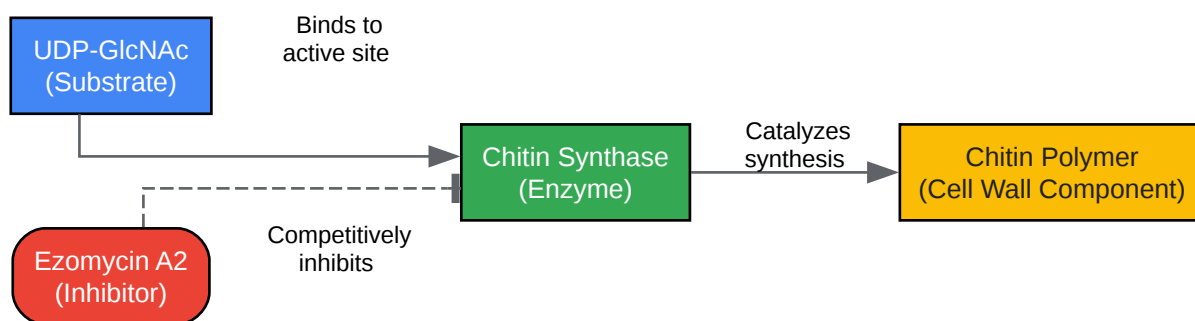 UDP-GlcNAc
(Substrate)
Binds to
active site
Chitin Synthase
(Enzyme)
Catalyzes
synthesis
Chitin Polymer
(Cell Wall Component)
Competitively
inhibits
Ezomycin A2
(Inhibitor)